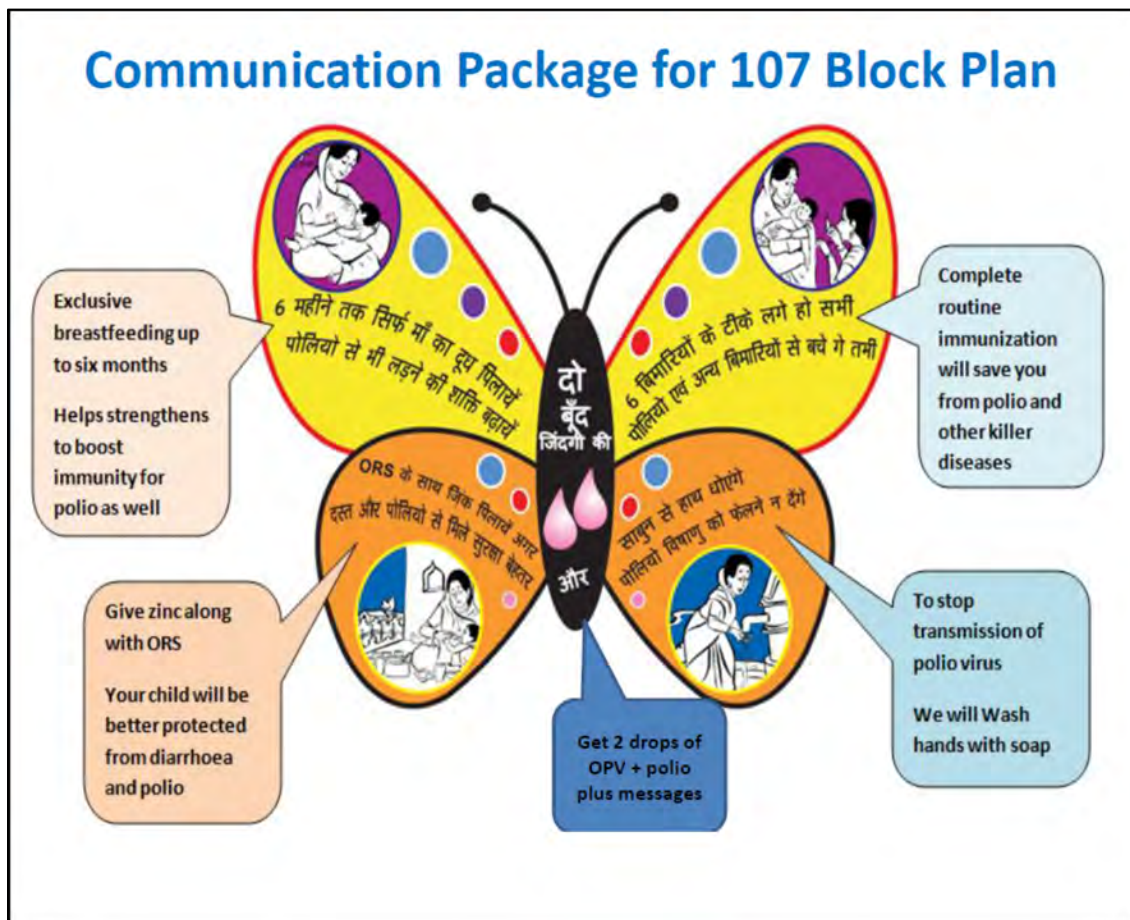 Communication Package for 107 Block Plan
6 महीने तक सिर्फ माँ का दूध पिलायें
पोलियो से भी लड़ने की शक्ति बढ़ायें
6 बिमारियों के टीके लगे हो सभी
पोलियो एवं अन्य बिमारियों से बचे गे तभी
दो
बूँद
जिंदगी की
और
ORS के साथ जिंक पिलायें अगर
दस्त और पोलियो से मिले सुरक्षा बेहतर
साबुन से हाथ धोएंगे
पोलियो विषाणु को फेलने न देंगे
Exclusive
breastfeeding up
to six months
Helps strengthens
to boost
immunity for
polio as well
Complete
routine
immunization
will save you
from polio and
other killer
diseases
Give zinc along
with ORS
Your child will be
better protected
from diarrhoea
and polio
Get 2 drops of
OPV + polio
plus messages
To stop
transmission of
polio virus
We will Wash
hands with soap